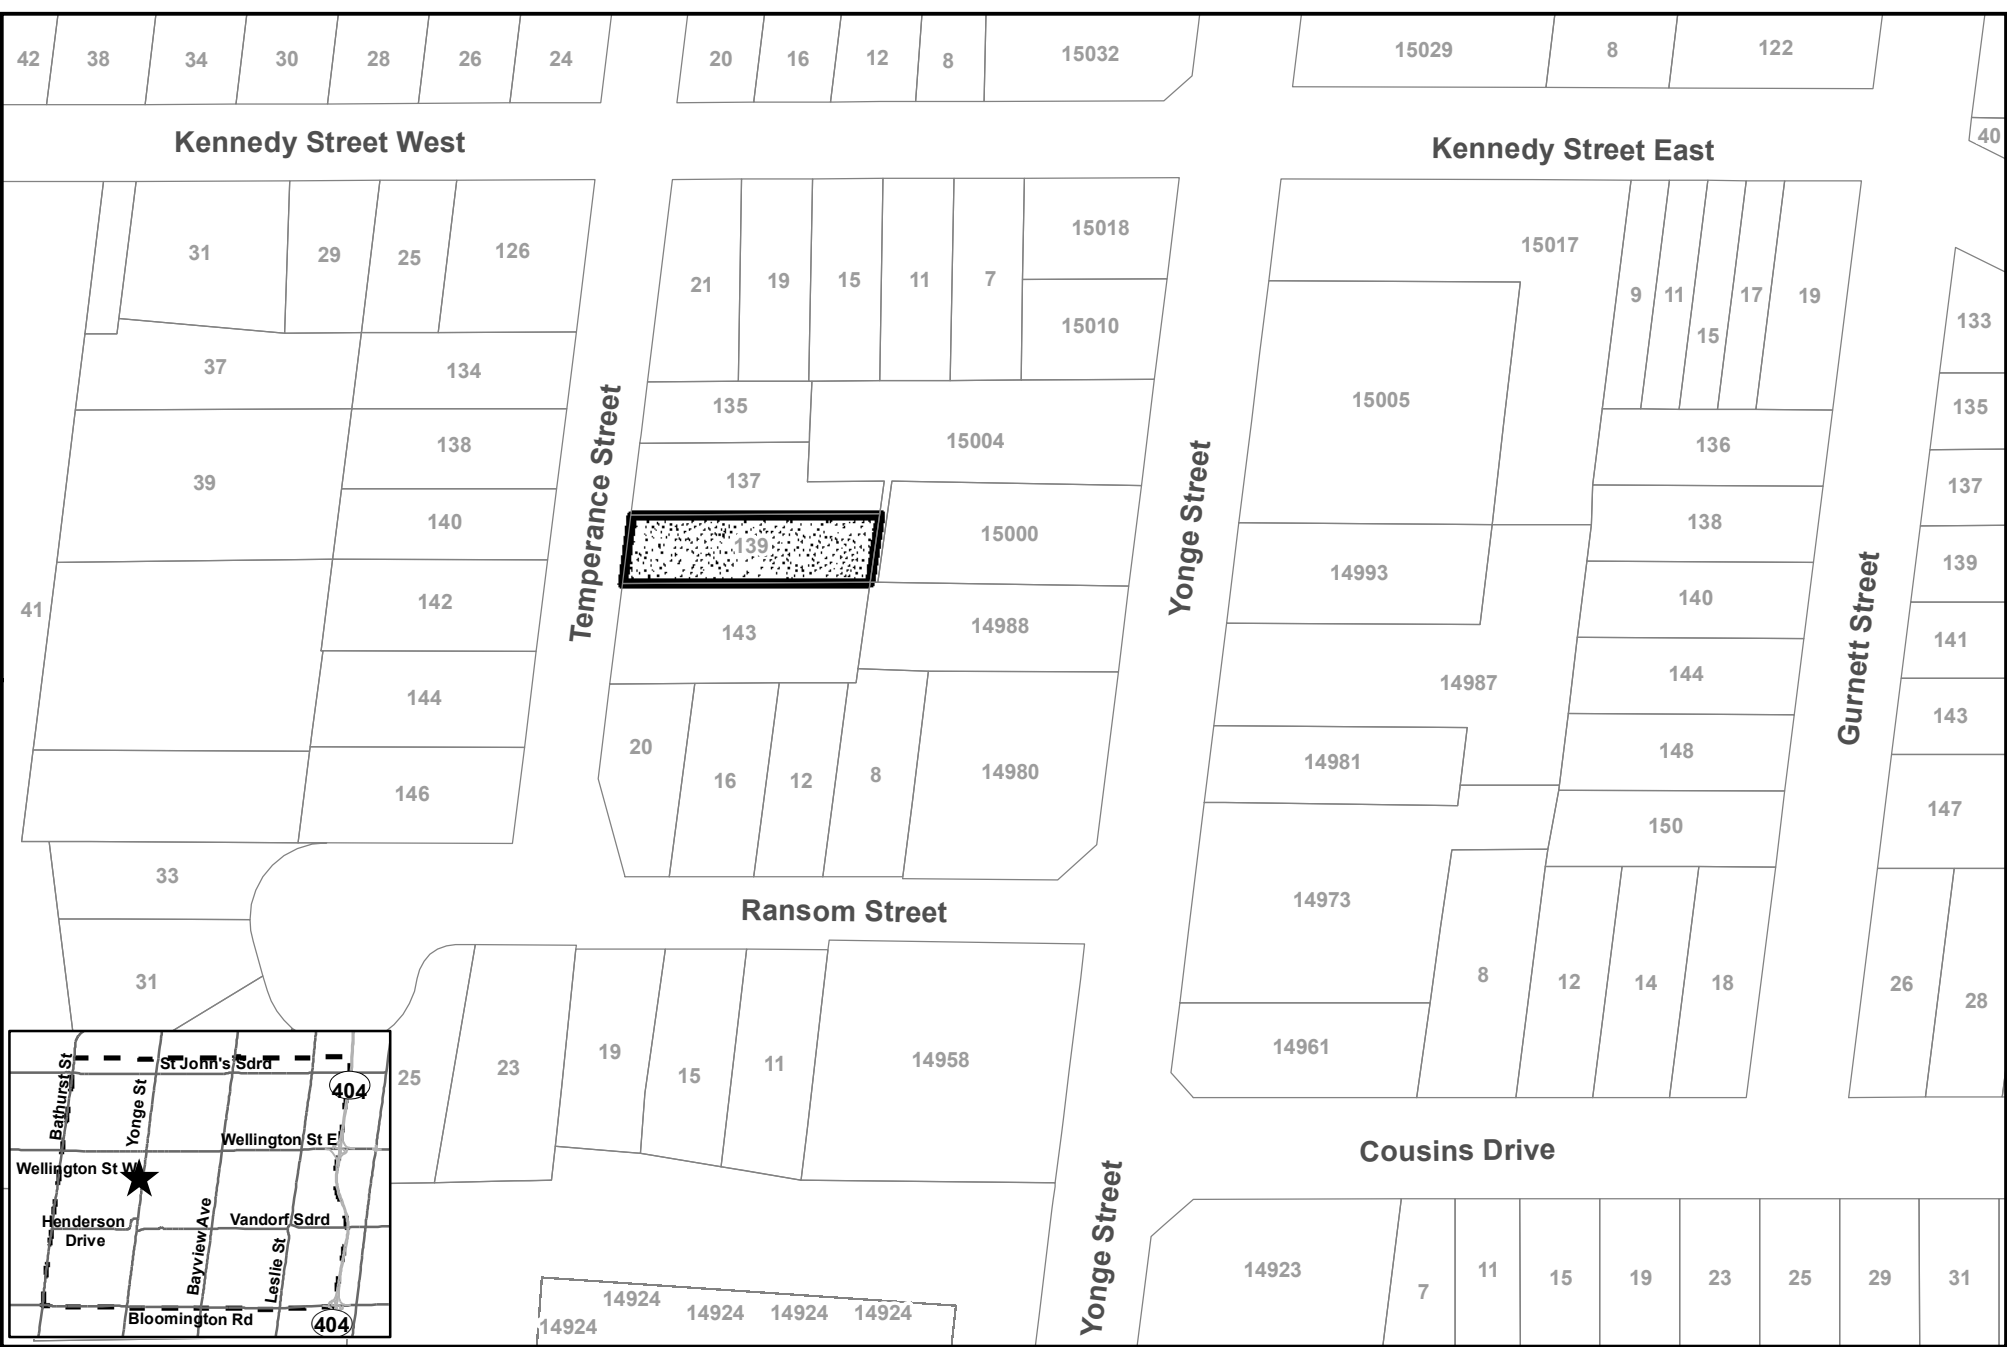 42 38 34 30 28 26 24 20 16 12 8 15032 15029 8 122
Kennedy Street West
Kennedy Street East
40
31 29 25 126
21 19 15 11 7
15018
15010
15017
9 11 15 17 19
133
37 134
135
15004
15005
135
136
39 138
137
137
140
139
15000
138
139
14993
41 142
143
14988
140
141
144
14987
144
143
Temperance Street
Yonge Street
Gurnett Street
146
20 16 12 8 14980
14981
148
147
150
33
Ransom Street
14973
31
8 12 14 18
26 28
25 23 19 15 11 14958
14961
Cousins Drive
Yonge Street
14923 7 11 15 19 23 25 29 31
14924 14924 14924 14924 14924
St John's Sdrd
Bathurst St
Yonge St
404
Wellington St E
Wellington St W
Henderson
Drive
Vandorf Sdrd
Bayview Ave
Leslie St
Bloomington Rd
404